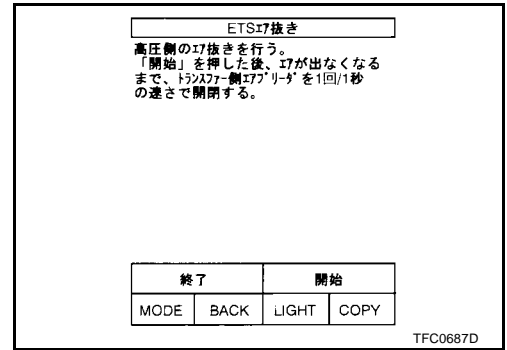 ETSｴｱ抜き
高圧側のｴｱ抜きを行う。
「開始」を押した後、ｴｱが出なくなる
まで、ﾄﾗﾝｽﾌｧｰ側ｴｱﾌﾞﾘｰﾀﾞを1回/1秒
の速さで開閉する。
終了 開始
MODE BACK LIGHT COPY
TFC0687D